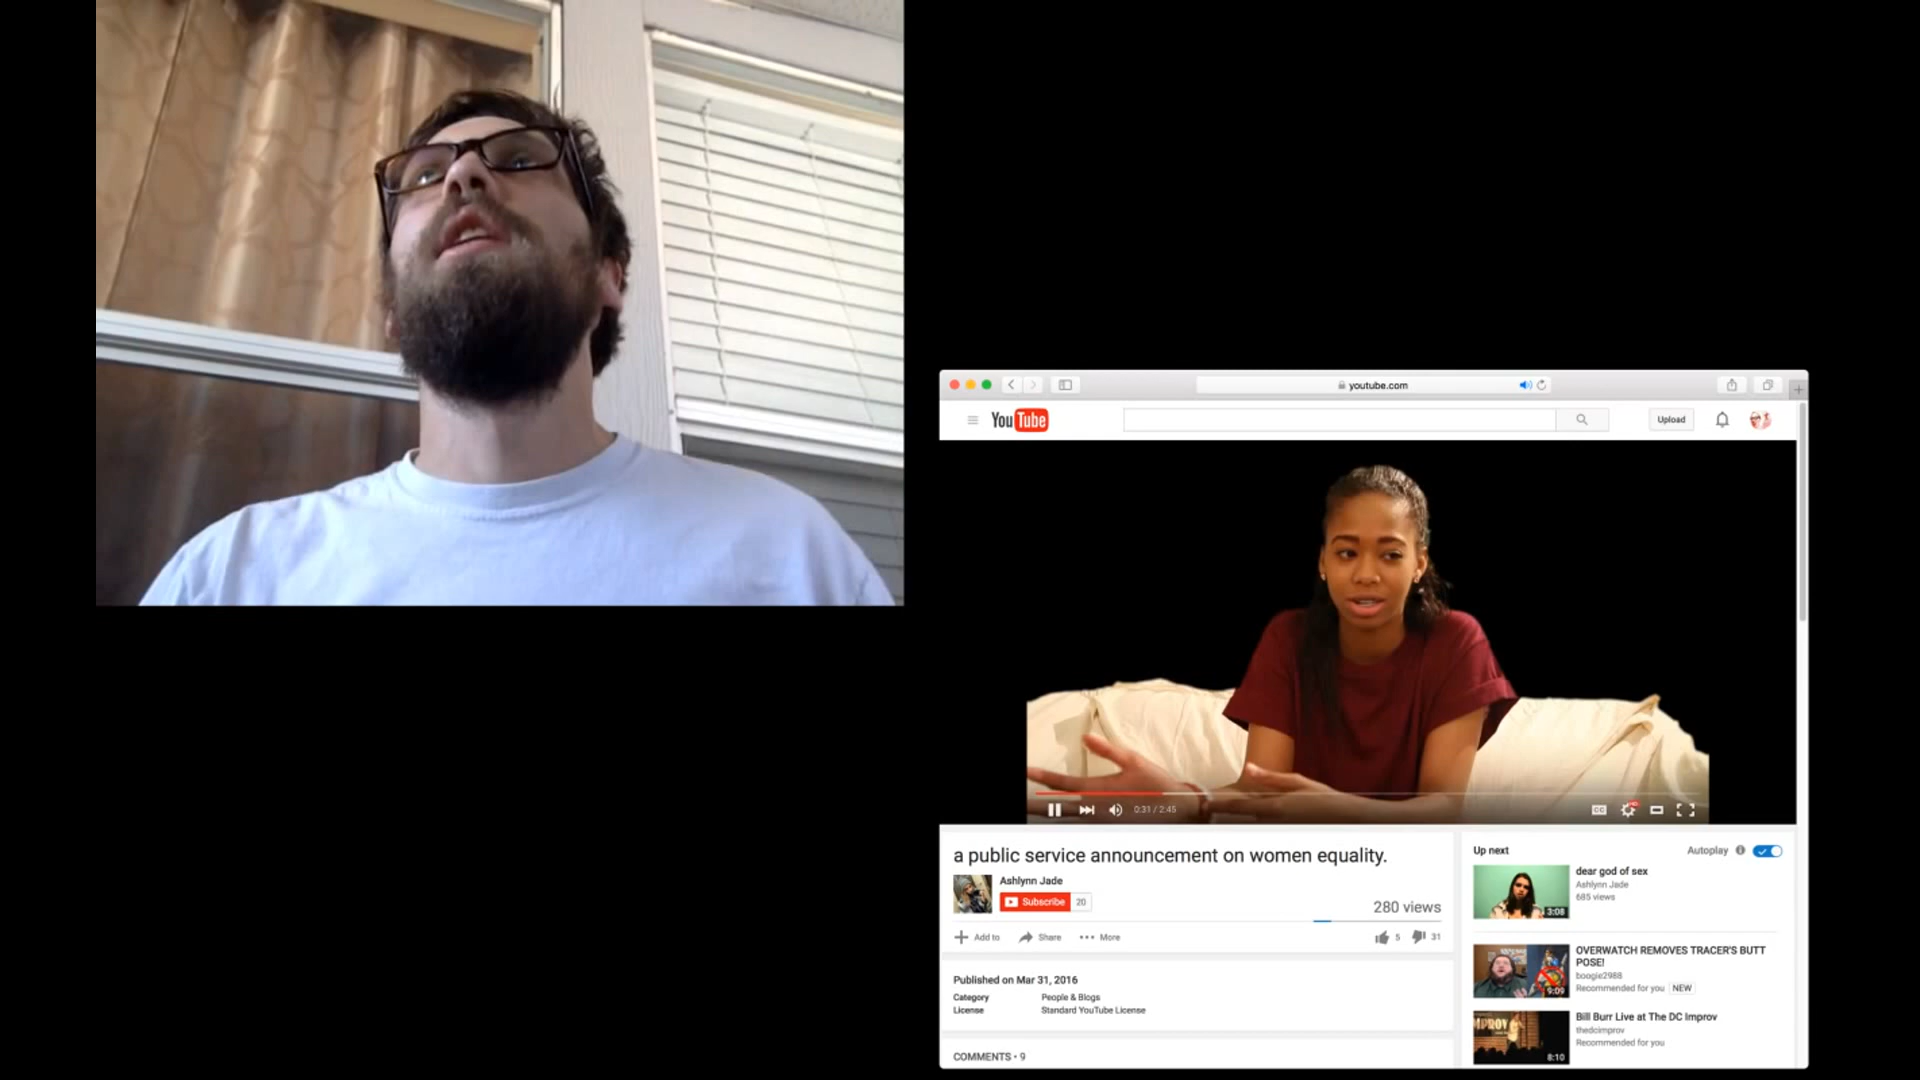 youtube.com
YouTube
Upload
0:31 / 2:45
CC
HD
a public service announcement on women equality.
Ashlynn Jade
Subscribe 20
280 views
Add to
Share
More
5
31
Published on Mar 31, 2016
Category People & Blogs
License Standard YouTube License
COMMENTS • 9
Up next
Autoplay
dear god of sex
Ashlynn Jade
685 views
3:08
OVERWATCH REMOVES TRACER'S BUTT
POSE!
boogie2988
Recommended for you NEW
9:09
Bill Burr Live at The DC Improv
thedcimprov
Recommended for you
8:10